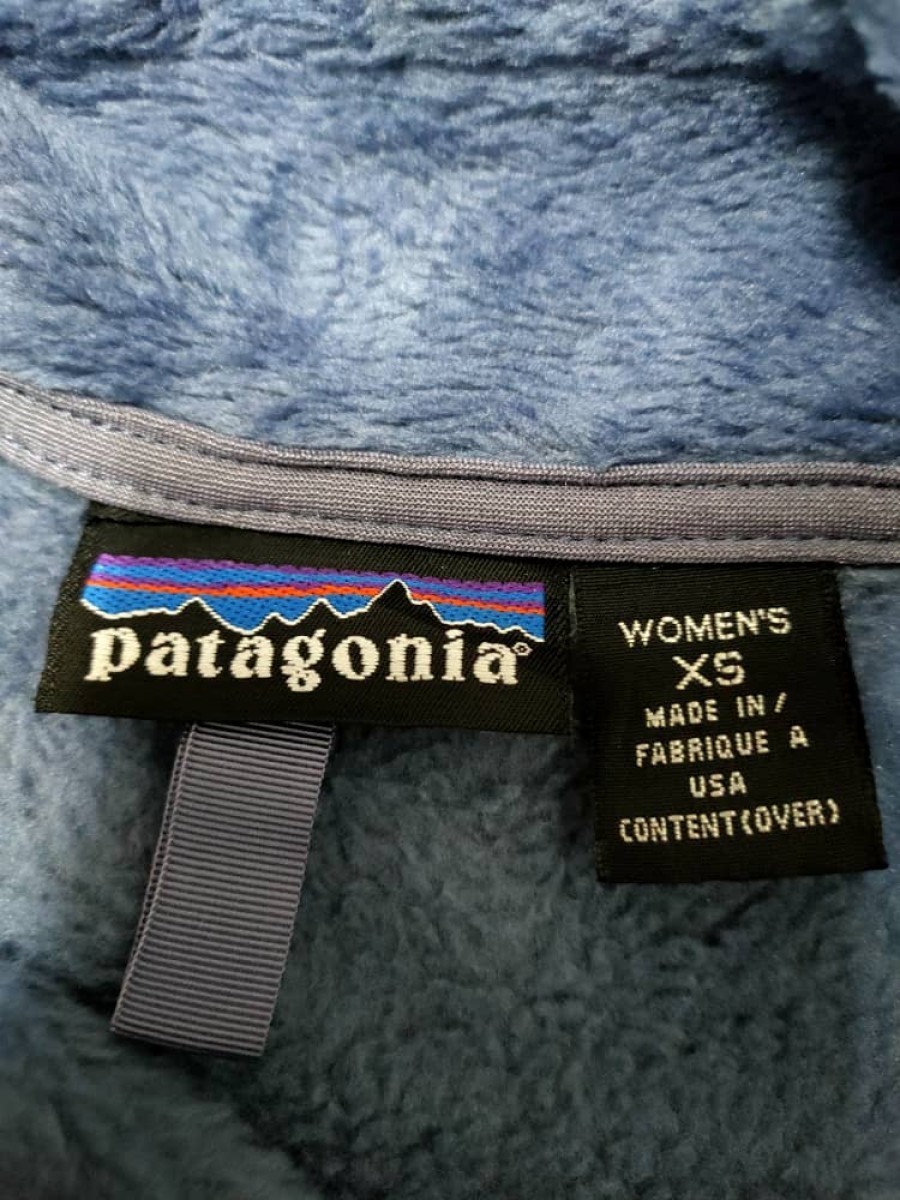 patagonia®
WOMEN'S
XS
MADE IN/
FABRIQUE A
USA
CONTENT(OVER)